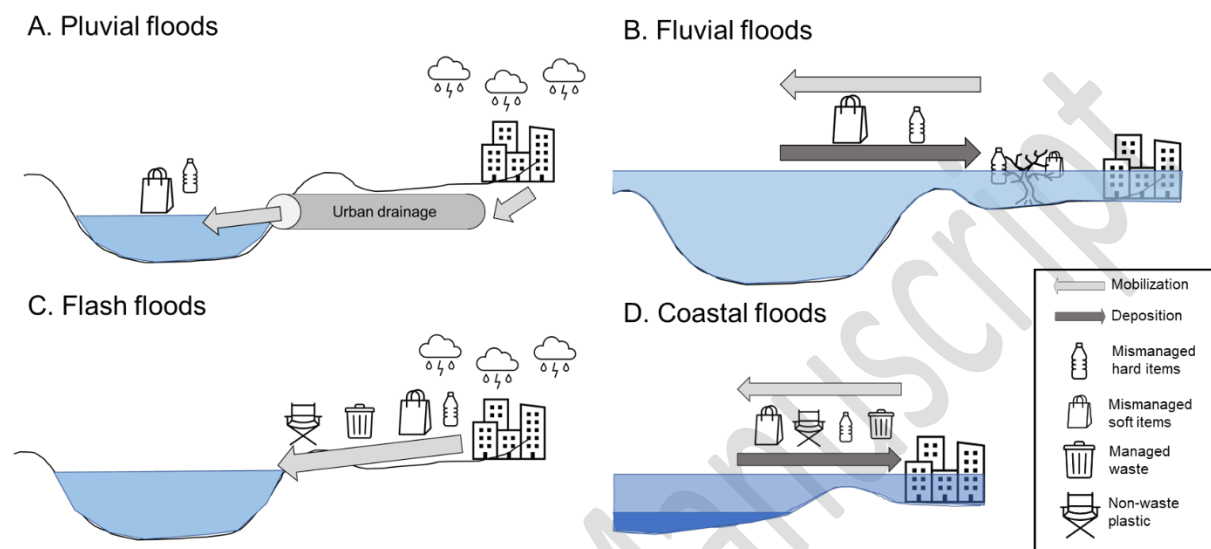 A. Pluvial floods
Urban drainage
B. Fluvial floods
C. Flash floods
D. Coastal floods
Mobilization
Deposition
Mismanaged
hard items
Mismanaged
soft items
Managed
waste
Non-waste
plastic
Manuscript